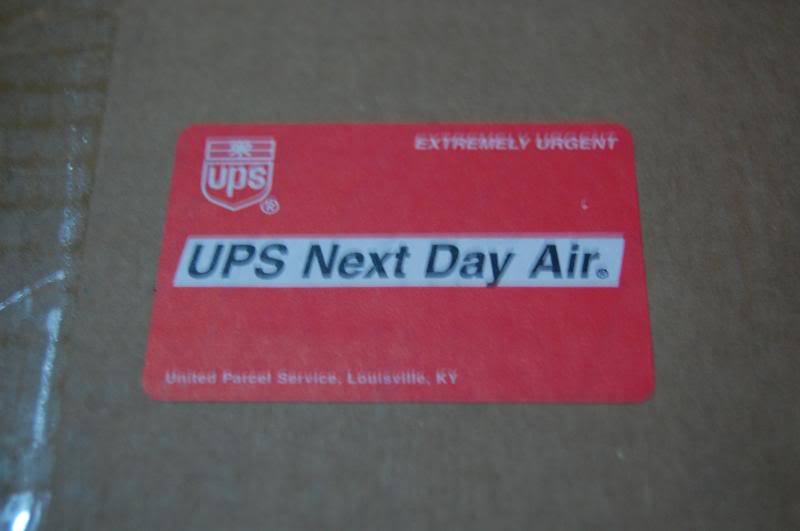 EXTREMELY URGENT
ups ®
UPS Next Day Air®
United Parcel Service, Louisville, KY